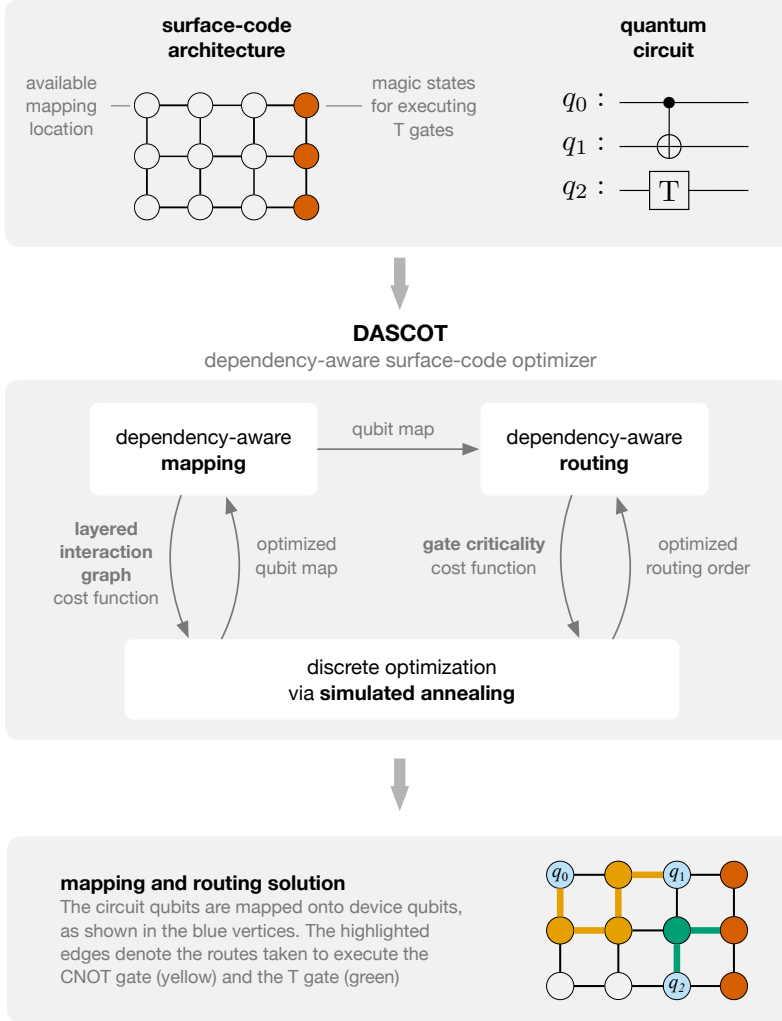 surface-code
architecture
quantum
circuit
available
mapping
location
magic states
for executing
T gates
q0 :
q1 :
q2 :
T
DASCOT
dependency-aware surface-code optimizer
dependency-aware
mapping
qubit map
dependency-aware
routing
layered
interaction
graph
cost function
optimized
qubit map
gate criticality
cost function
optimized
routing order
discrete optimization
via simulated annealing
mapping and routing solution
The circuit qubits are mapped onto device qubits,
as shown in the blue vertices. The highlighted
edges denote the routes taken to execute the
CNOT gate (yellow) and the T gate (green)
q0
q1
q2